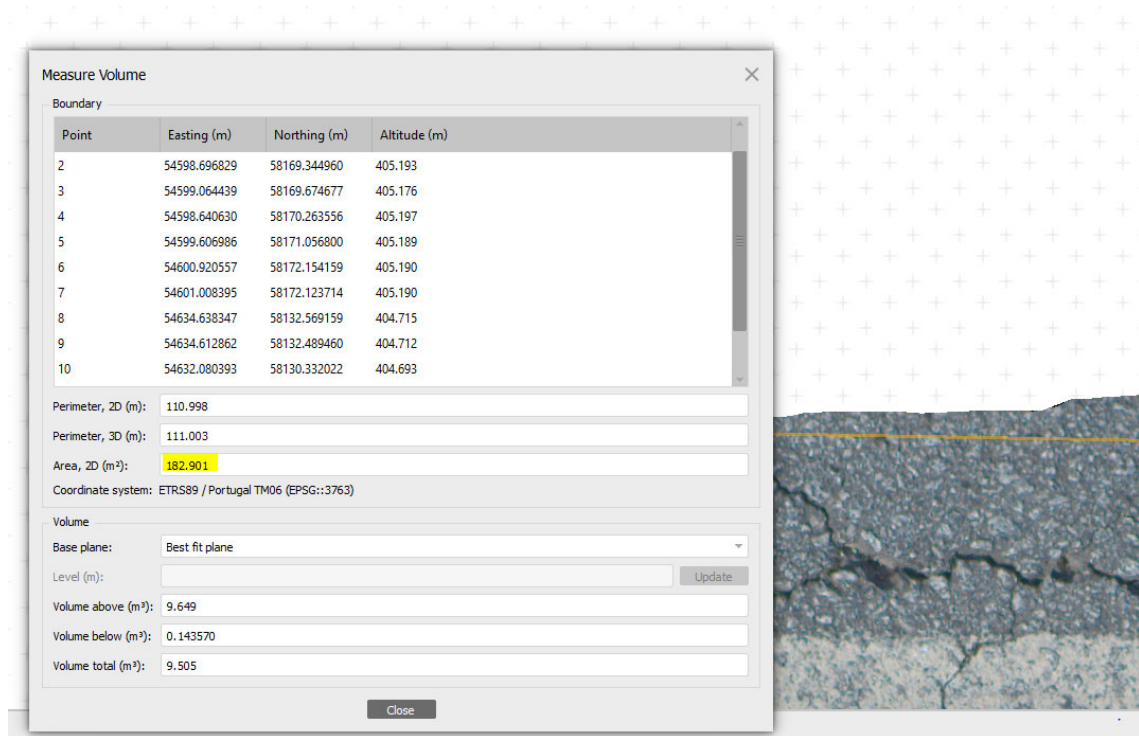 Measure Volume
Boundary
Point Easting (m) Northing (m) Altitude (m)
2 54598.696829 58169.344960 405.193
3 54599.064439 58169.674677 405.176
4 54598.640630 58170.263556 405.197
5 54599.606986 58171.056800 405.189
6 54600.920557 58172.154159 405.190
7 54601.008395 58172.123714 405.190
8 54634.638347 58132.569159 404.715
9 54634.612862 58132.489460 404.712
10 54632.080393 58130.332022 404.693
Perimeter, 2D (m): 110.998
Perimeter, 3D (m): 111.003
Area, 2D (m²): 182.901
Coordinate system: ETRS89 / Portugal TM06 (EPSG::3763)
Volume
Base plane: Best fit plane
Level (m): Update
Volume above (m³): 9.649
Volume below (m³): 0.143570
Volume total (m³): 9.505
Close